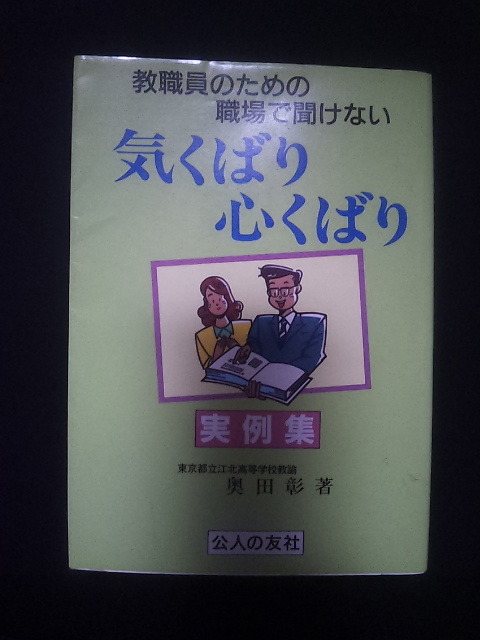 教職員のための
職場で聞けない
気くばり
心くばり
実例集
東京都立江北高等学校教諭
奥田彰著
公人の友社